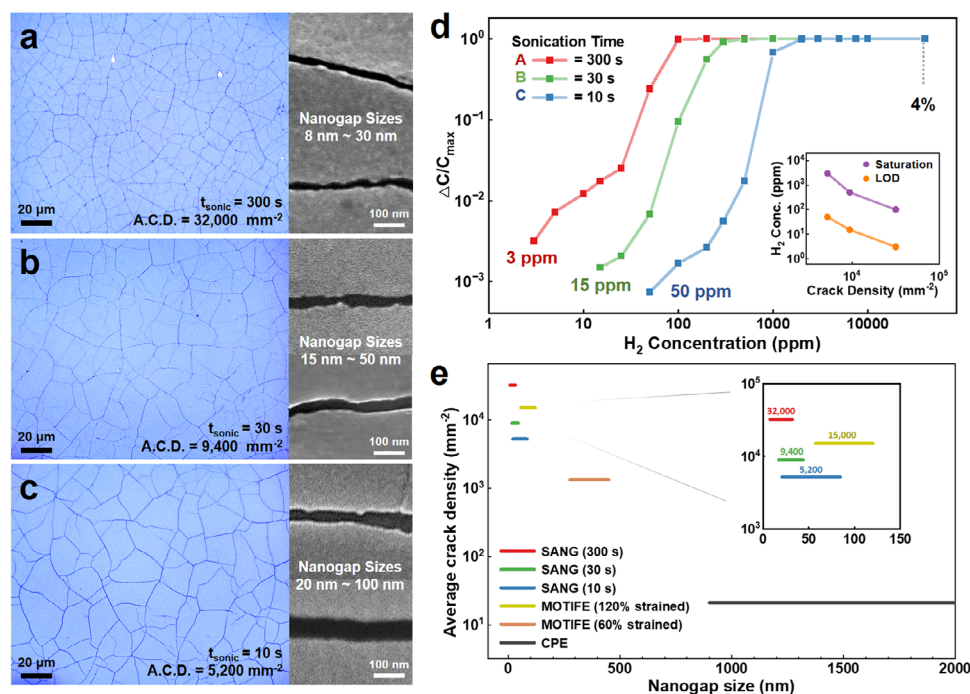 a
Nanogap Sizes
8 nm ~ 30 nm
20 μm
t_sonic = 300 s
A.C.D. = 32,000 mm⁻²
100 nm
b
Nanogap Sizes
15 nm ~ 50 nm
20 μm
t_sonic = 30 s
A.C.D. = 9,400 mm⁻²
100 nm
c
Nanogap Sizes
20 nm ~ 100 nm
20 μm
t_sonic = 10 s
A.C.D. = 5,200 mm⁻²
100 nm
d
Sonication Time
A = 300 s
B = 30 s
C = 10 s
ΔC/C_max
10⁰
10⁻¹
10⁻²
10⁻³
3 ppm
15 ppm
50 ppm
4%
1 10 100 1000 10000
H₂ Concentration (ppm)
Saturation
LOD
H₂ Conc. (ppm)
10⁴
10³
10²
10¹
10⁰
10⁴ 10⁵
Crack Density (mm⁻²)
e
Average crack density (mm⁻²)
10⁴
10³
10²
10¹
10⁵
10⁴
10³
32,000
15,000
9,400
5,200
0 50 100 150
SANG (300 s)
SANG (30 s)
SANG (10 s)
MOTIFE (120% strained)
MOTIFE (60% strained)
CPE
0 500 1000 1500 2000
Nanogap size (nm)